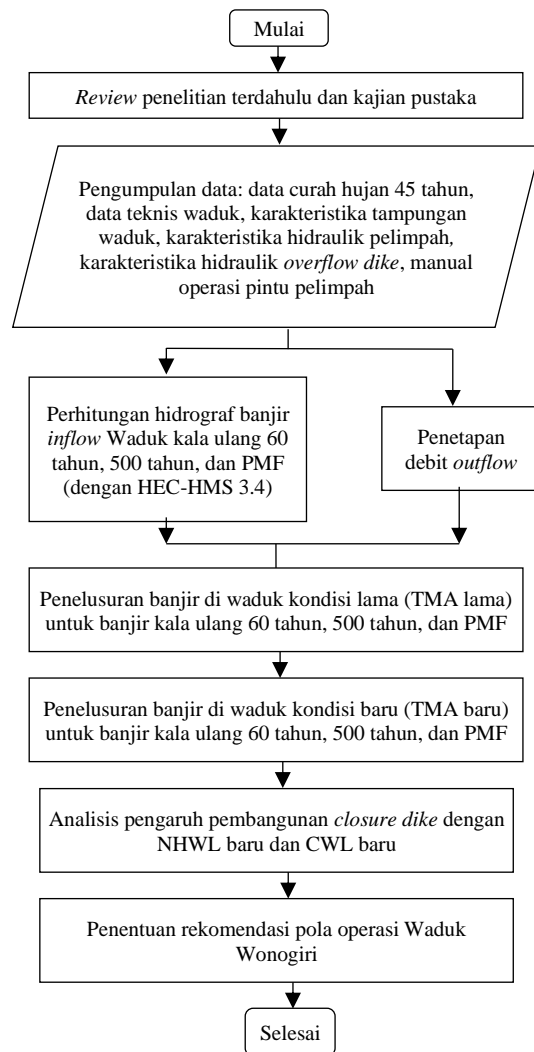 Mulai
Review penelitian terdahulu dan kajian pustaka
Pengumpulan data: data curah hujan 45 tahun,
data teknis waduk, karakteristika tampungan
waduk, karakteristika hidraulik pelimpah,
karakteristika hidraulik overflow dike, manual
operasi pintu pelimpah
Perhitungan hidrograf banjir
inflow Waduk kala ulang 60
tahun, 500 tahun, dan PMF
(dengan HEC-HMS 3.4)
Penetapan
debit outflow
Penelusuran banjir di waduk kondisi lama (TMA lama)
untuk banjir kala ulang 60 tahun, 500 tahun, dan PMF
Penelusuran banjir di waduk kondisi baru (TMA baru)
untuk banjir kala ulang 60 tahun, 500 tahun, dan PMF
Analisis pengaruh pembangunan closure dike dengan
NHWL baru dan CWL baru
Penentuan rekomendasi pola operasi Waduk
Wonogiri
Selesai